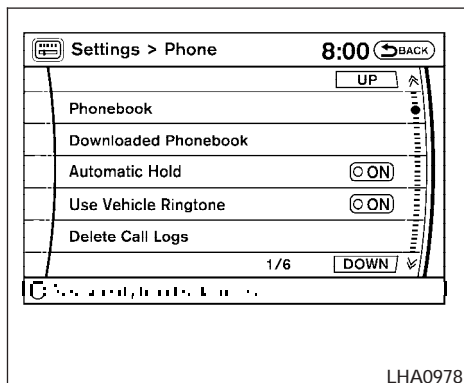 Settings > Phone 8:00 BACK
UP
Phonebook
Downloaded Phonebook
Automatic Hold ON
Use Vehicle Ringtone ON
Delete Call Logs
1/6 DOWN
LHA0978